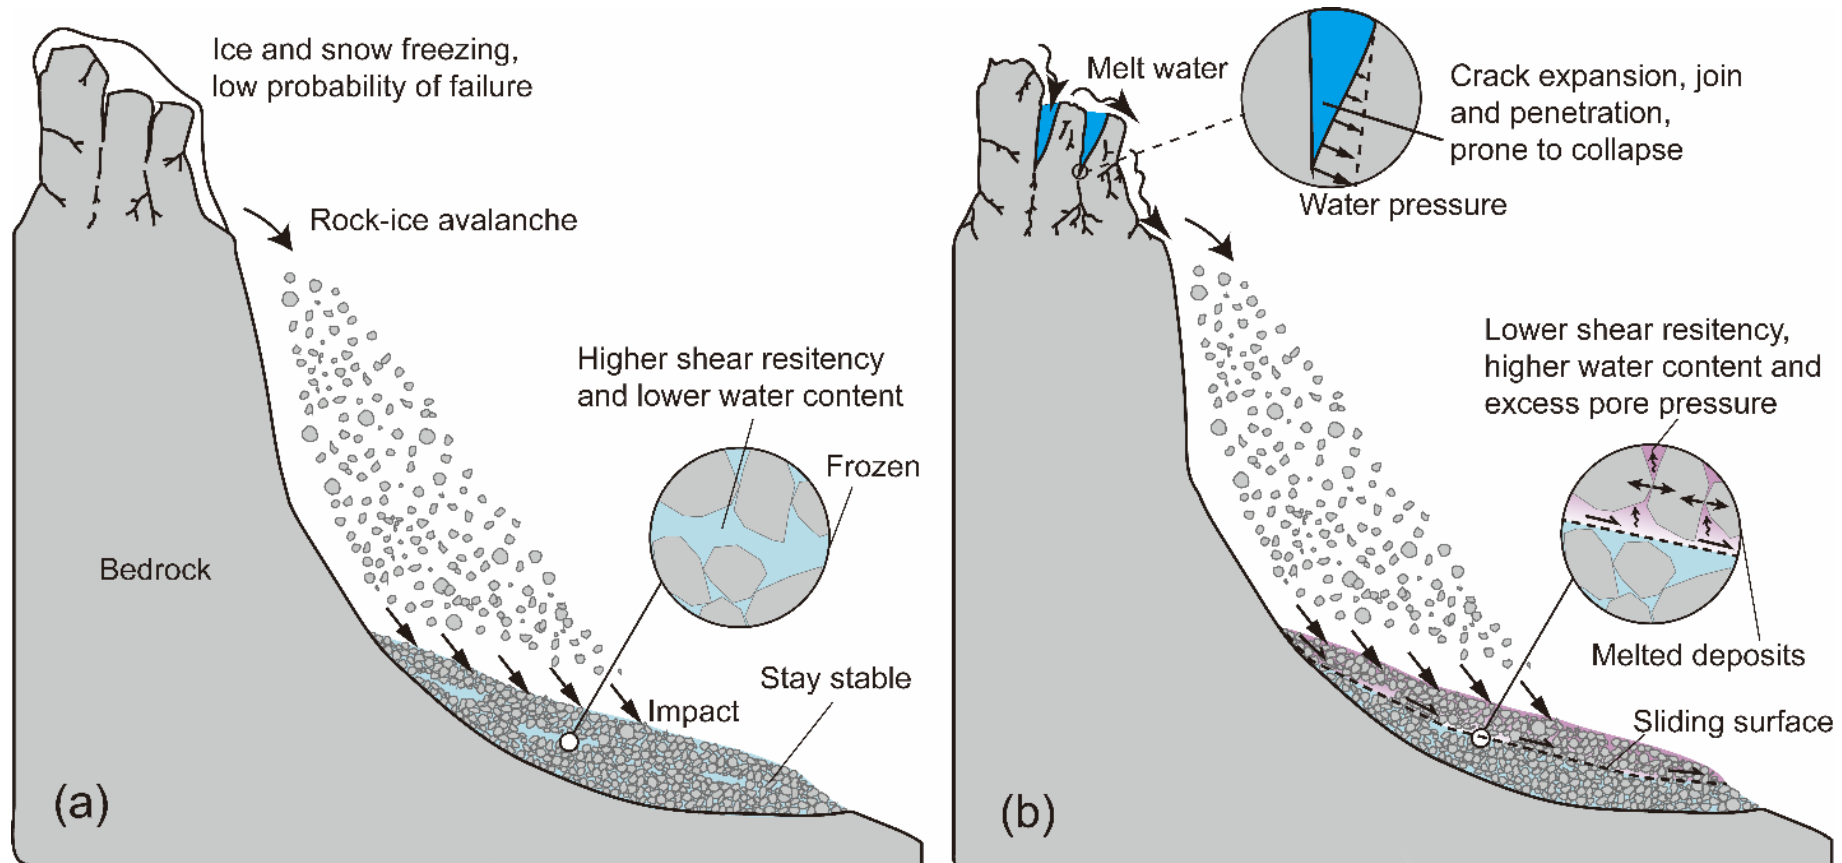 Ice and snow freezing,
low probability of failure
Rock-ice avalanche
Higher shear resitency
and lower water content
Frozen
Bedrock
Stay stable
Impact
(a)
Melt water
Crack expansion, join
and penetration,
prone to collapse
Water pressure
Lower shear resitency,
higher water content and
excess pore pressure
Melted deposits
Sliding surface
(b)